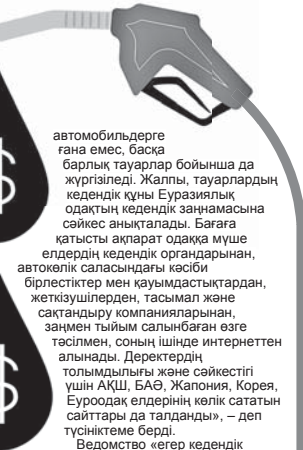 автомобильдерге
ғана емес, басқа
барлық тауарлар бойынша да
жүргізіледі. Жалпы, тауарлардың
кедендік құны Еуразиялық
одақтың кедендік заңнамасына
сәйкес анықталады. Бағаға
қатысты ақпарат одаққа мүше
елдердің кедендік органдарынан,
автокөлік саласындағы кәсіби
бірлестіктер мен қауымдастықтардан,
жеткізушілерден, тасымал және
сақтандыру компанияларынан,
заңмен тыйым салынбаған өзге
тәсілмен, соның ішінде интернеттен
алынады. Деректердің
толымдылығы және сәйкестігі
үшін АҚШ, БАӘ, Жапония, Корея,
Еуроодақ елдерінің көлік сататын
сайттары да талданды», – деп
түсініктеме берді.
Ведомство «егер кедендік
$
$